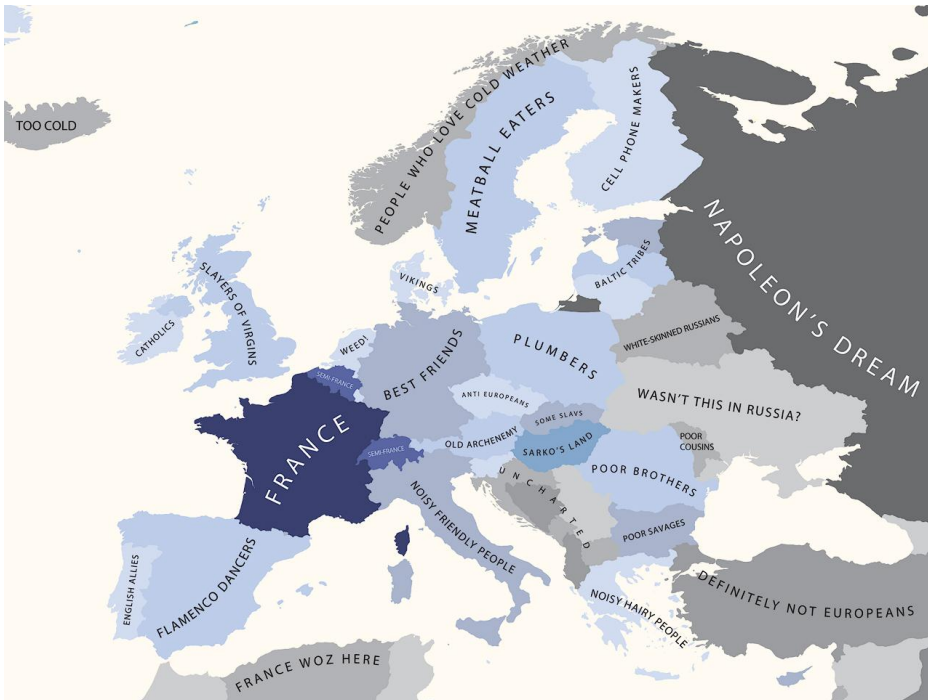 TOO COLD
PEOPLE WHO LOVE COLD WEATHER
MEATBALL EATERS
CELL PHONE MAKERS
NAPOLEON'S DREAM
BALTIC TRIBES
VIKINGS
SLAYERS OF VIRGINS
CATHOLICS
WEED!
BEST FRIENDS
PLUMBERS
WHITE-SKINNED RUSSIANS
SEMI-FRANCE
ANTI EUROPEANS
WASN'T THIS IN RUSSIA?
SOME SLAVS
FRANCE
SEMI-FRANCE
OLD ARCHENEMY
SARKO'S LAND
POOR
COUSINS
POOR BROTHERS
UNCHARTED
NOISY FRIENDLY PEOPLE
POOR SAVAGES
ENGLISH ALLIES
FLAMENCO DANCERS
NOISY HAIRY PEOPLE
DEFINITELY NOT EUROPEANS
FRANCE WOZ HERE